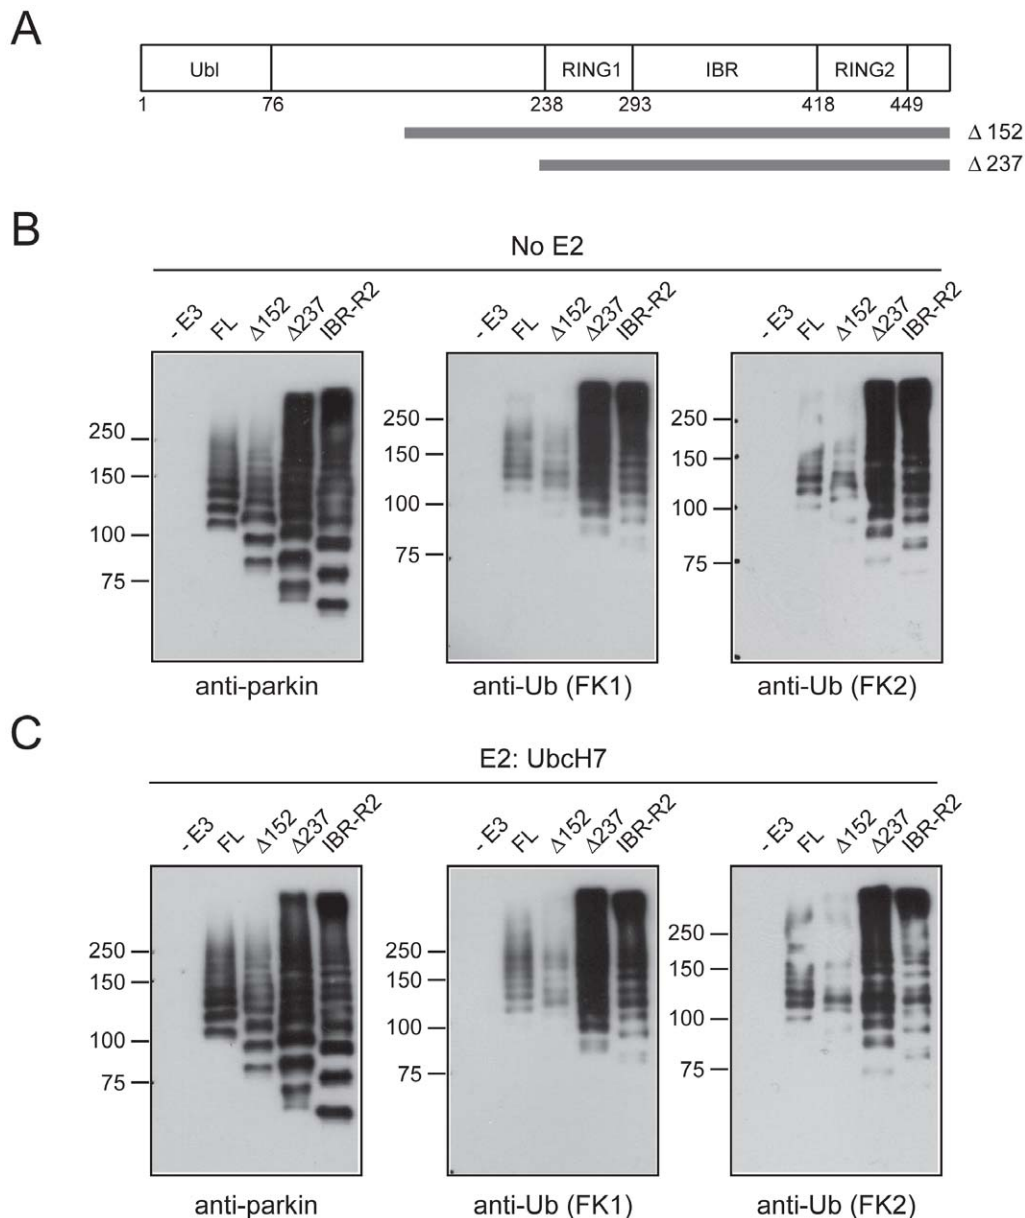 A
Ubl RING1 IBR RING2
1 76 238 293 418 449
Δ 152
Δ 237
B
No E2
- E3 FL Δ152 Δ237 IBR-R2 - E3 FL Δ152 Δ237 IBR-R2 - E3 FL Δ152 Δ237 IBR-R2
250 250 250
150 150 150
100 100 100
75 75 75
anti-parkin anti-Ub (FK1) anti-Ub (FK2)
C
E2: UbcH7
- E3 FL Δ152 Δ237 IBR-R2 - E3 FL Δ152 Δ237 IBR-R2 - E3 FL Δ152 Δ237 IBR-R2
250 250 250
150 150 150
100 100 100
75 75 75
anti-parkin anti-Ub (FK1) anti-Ub (FK2)